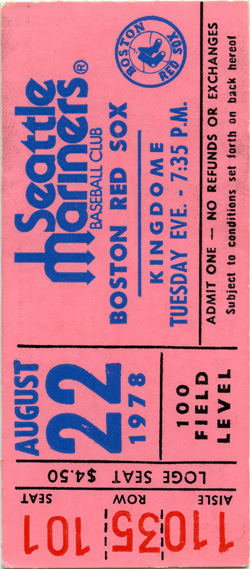 Seattle
Mariners®
BASEBALL CLUB
BOSTON RED SOX
BOSTON
RED SOX
KINGDOME
TUESDAY EVE. - 7:35 P.M.
ADMIT ONE — NO REFUNDS OR EXCHANGES
Subject to conditions set forth on back hereof
AUGUST
22
1978
100
FIELD
LEVEL
LOGE SEAT $4.50
AISLE ROW SEAT
110 35 101